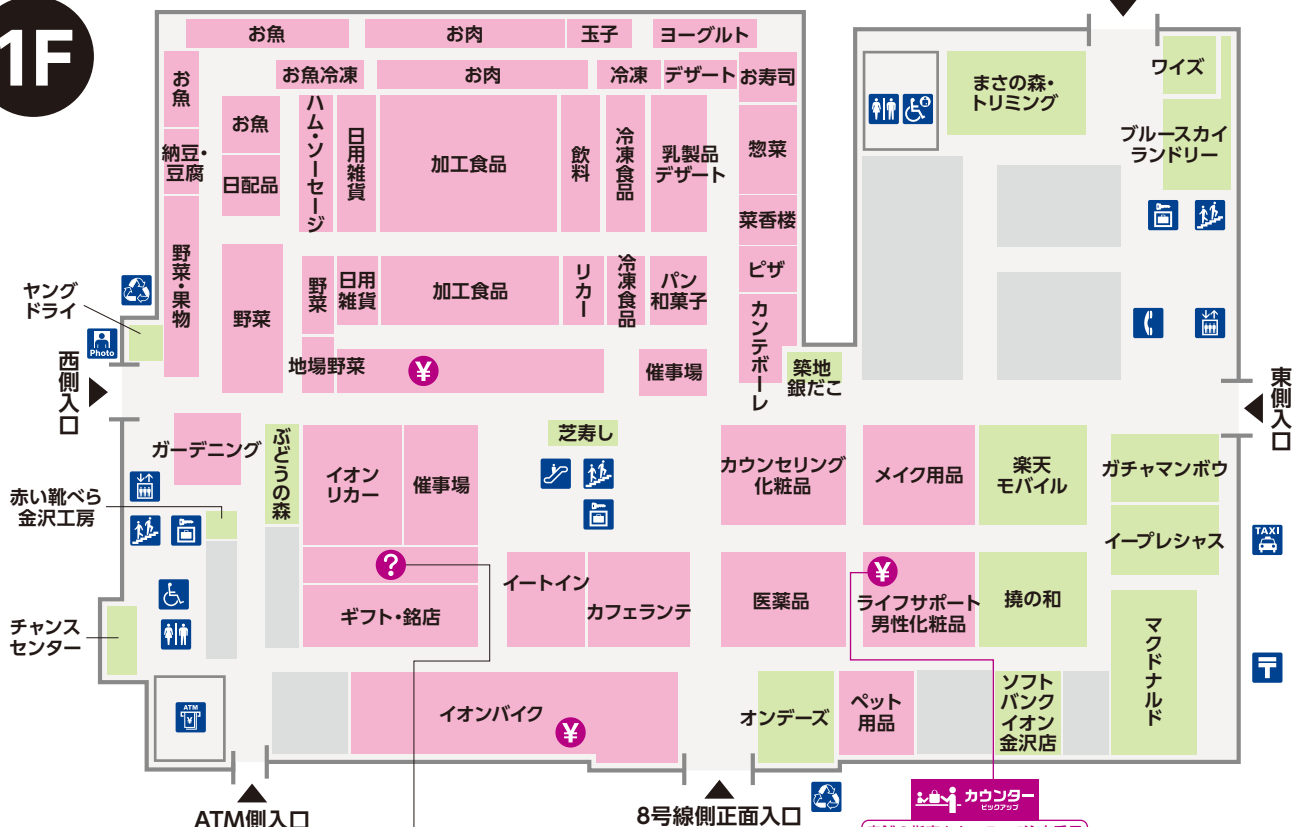 1F
お魚
お肉
玉子
ヨーグルト
お魚
お魚冷凍
お肉
冷凍
デザート
お寿司
お魚
ハム・ソーセージ
日用雑貨
加工食品
飲料
冷凍食品
乳製品
デザート
惣菜
納豆・
豆腐
日配品
菜香楼
野菜・果物
野菜
野菜
日用
雑貨
加工食品
リカー
冷凍食品
パン
和菓子
ピザ
カンテボーレ
地場野菜
¥
催事場
築地
銀だこ
まさの森・
トリミング
ワイズ
ブルースカイ
ランドリー
ヤング
ドライ
Photo
西側入口
東側入口
ガーデニング
ぶどうの森
イオン
リカー
催事場
芝寿し
カウンセリング
化粧品
メイク用品
楽天
モバイル
ガチャマンボウ
赤い靴べら
金沢工房
イープレシャス
TAXI
?
ギフト・銘店
イートイン
カフェランテ
医薬品
¥
ライフサポート
男性化粧品
撓の和
マクドナルド
チャンス
センター
ATM
¥
イオンバイク
¥
オンデーズ
ペット
用品
ソフト
バンク
イオン
金沢店
〒
ATM側入口
8号線側正面入口
カウンター
ピックアップ